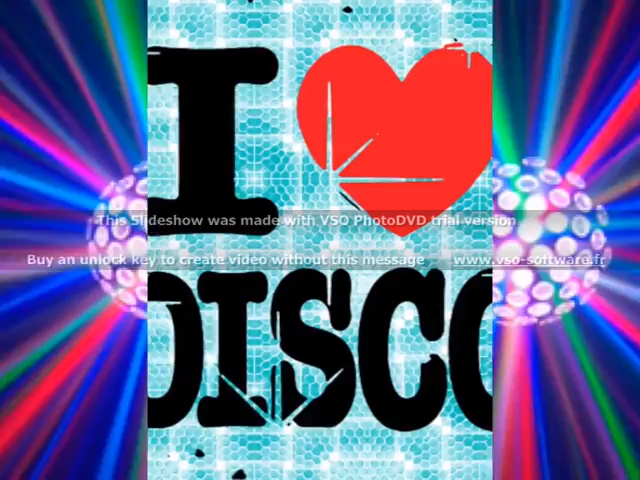 I
This Slideshow was made with VSO PhotoDVD trial version
Buy an unlock key to create video without this message www.vso-software.fr
DISCO